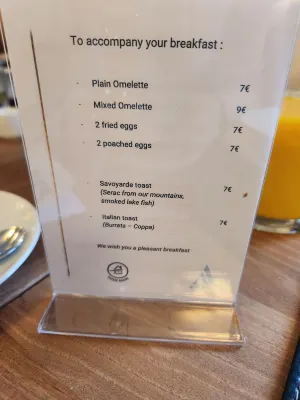 To accompany your breakfast :
- Plain Omelette 7€
- Mixed Omelette 9€
- 2 fried eggs 7€
- 2 poached eggs 7€
- Savoyarde toast 7€
(Serac from our mountains,
smoked lake fish)
- Italian toast 7€
(Burrata – Coppa)
We wish you a pleasant breakfast